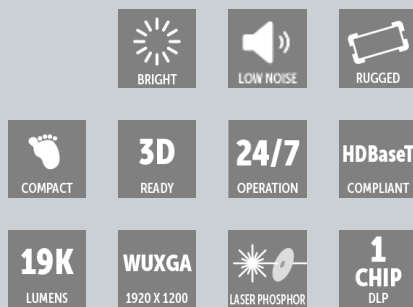 BRIGHT
LOW NOISE
RUGGED
COMPACT
3D
READY
24/7
OPERATION
HDBaseT
COMPLIANT
19K
LUMENS
WUXGA
1920 X 1200
LASER PHOSPHOR
1
CHIP
DLP